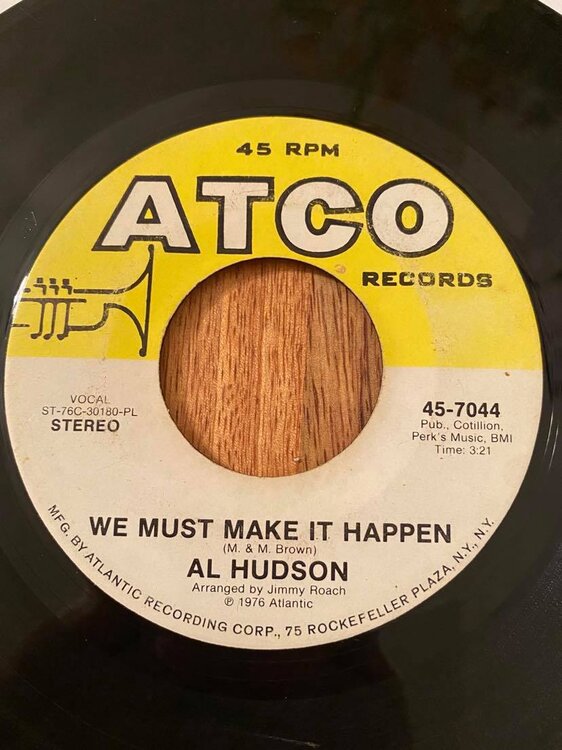 45 RPM
ATCO
RECORDS
VOCAL
ST-76C-30180-PL
STEREO
45-7044
Pub., Cotillion,
Perk's Music, BMI
Time: 3:21
WE MUST MAKE IT HAPPEN
(M. & M. Brown)
AL HUDSON
Arranged by Jimmy Roach
℗ 1976 Atlantic
MFG. BY ATLANTIC RECORDING CORP., 75 ROCKEFELLER PLAZA, N.Y., N.Y.